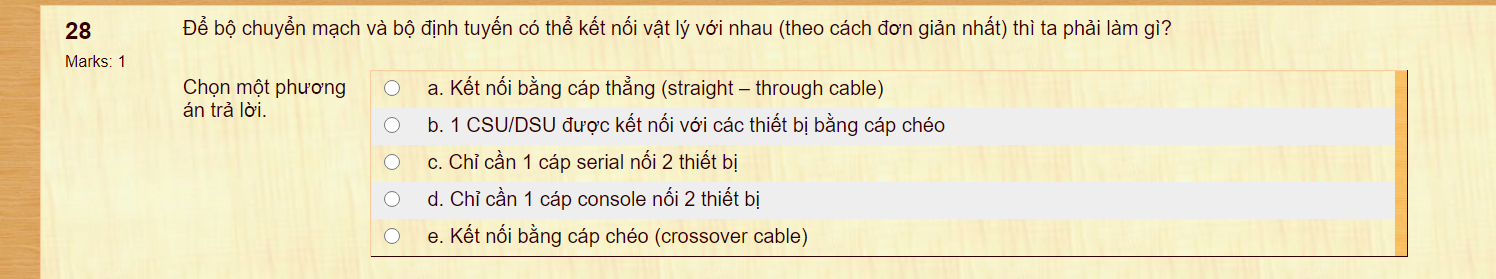 28
Marks: 1
Để bộ chuyển mạch và bộ định tuyến có thể kết nối vật lý với nhau (theo cách đơn giản nhất) thì ta phải làm gì?
Chọn một phương
án trả lời.
a. Kết nối bằng cáp thẳng (straight – through cable)
b. 1 CSU/DSU được kết nối với các thiết bị bằng cáp chéo
c. Chỉ cần 1 cáp serial nối 2 thiết bị
d. Chỉ cần 1 cáp console nối 2 thiết bị
e. Kết nối bằng cáp chéo (crossover cable)